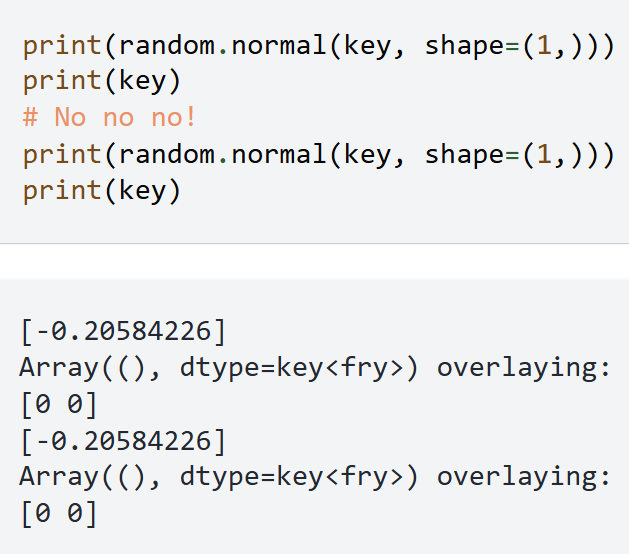 print(random.normal(key, shape=(1,)))
print(key)
# No no no!
print(random.normal(key, shape=(1,)))
print(key)
[-0.20584226]
Array((), dtype=key<fry>) overlaying:
[0 0]
[-0.20584226]
Array((), dtype=key<fry>) overlaying:
[0 0]